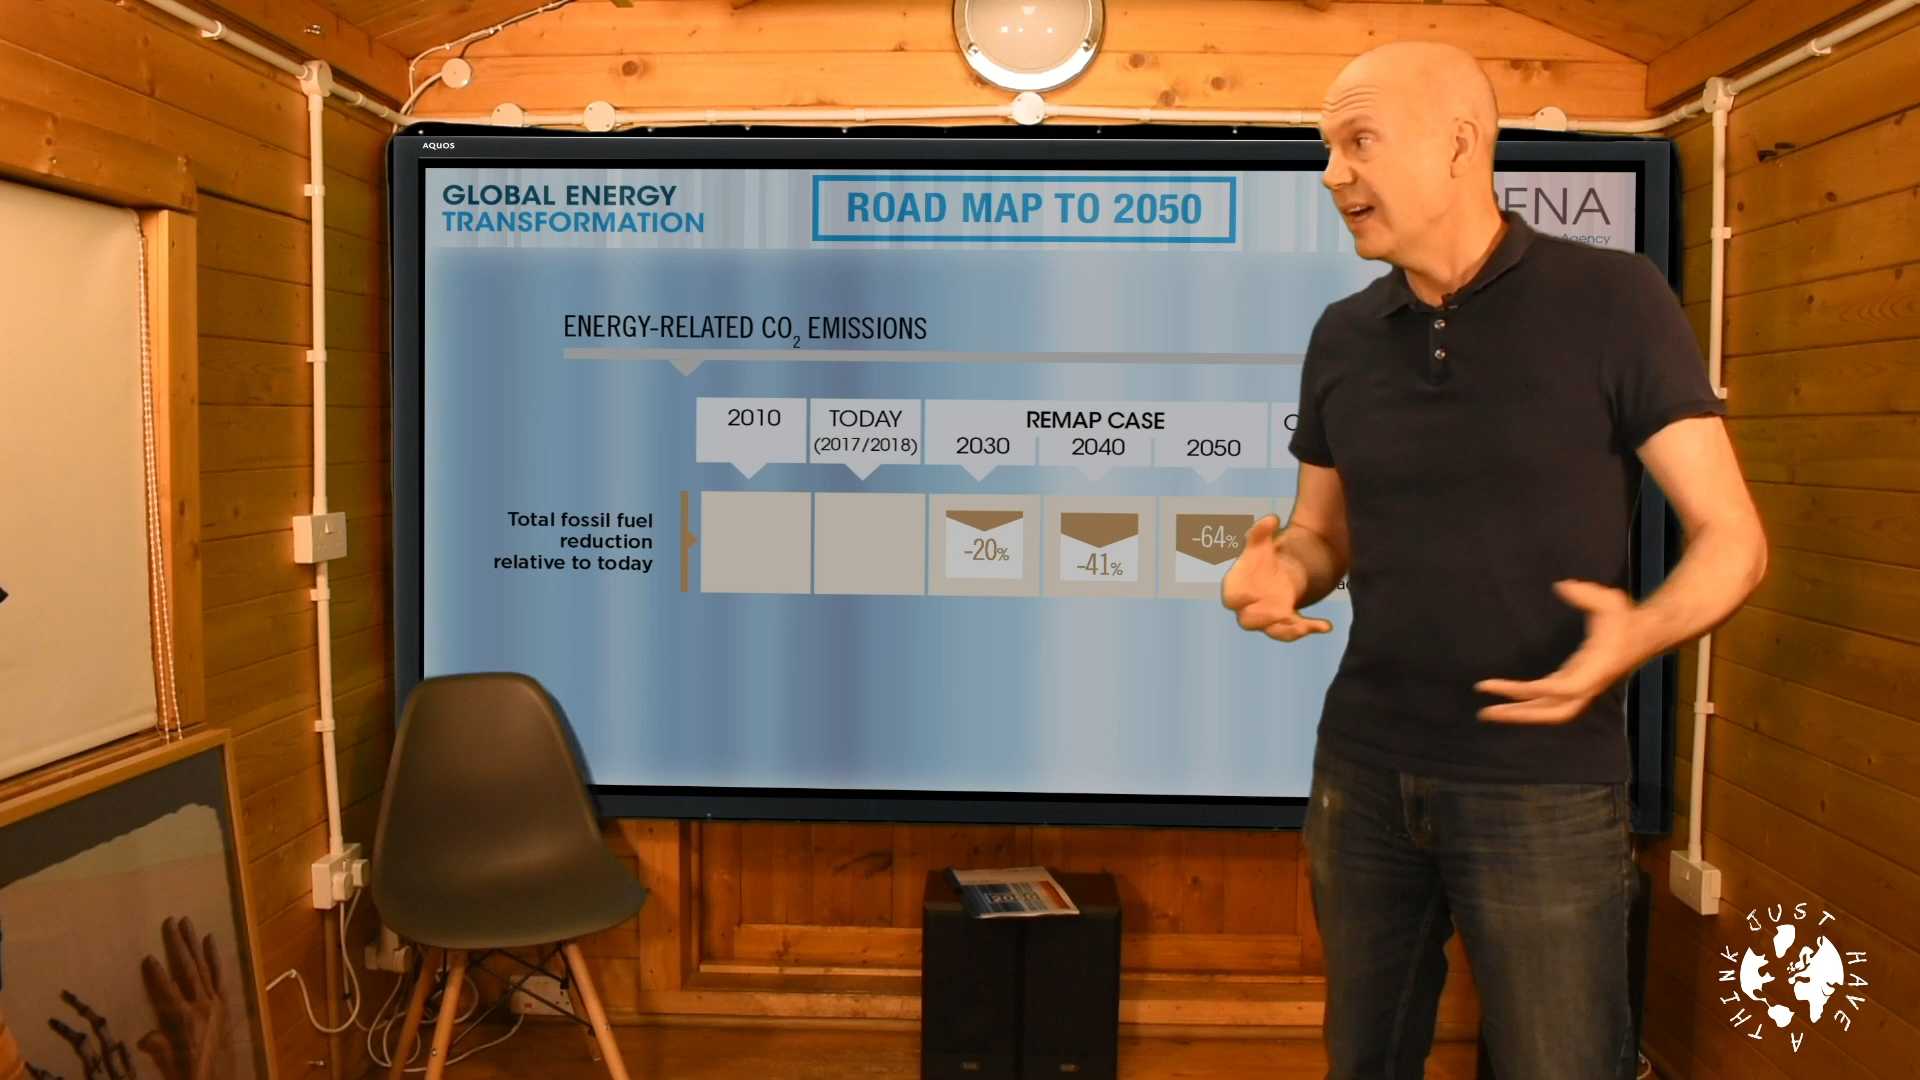 AQUOS
GLOBAL ENERGY
TRANSFORMATION
ROAD MAP TO 2050
ENA
Agency
ENERGY-RELATED CO2 EMISSIONS
2010
TODAY
(2017/2018)
REMAP CASE
2030
2040
2050
Total fossil fuel
reduction
relative to today
-20%
-41%
-64%
JUST HAVE A THINK